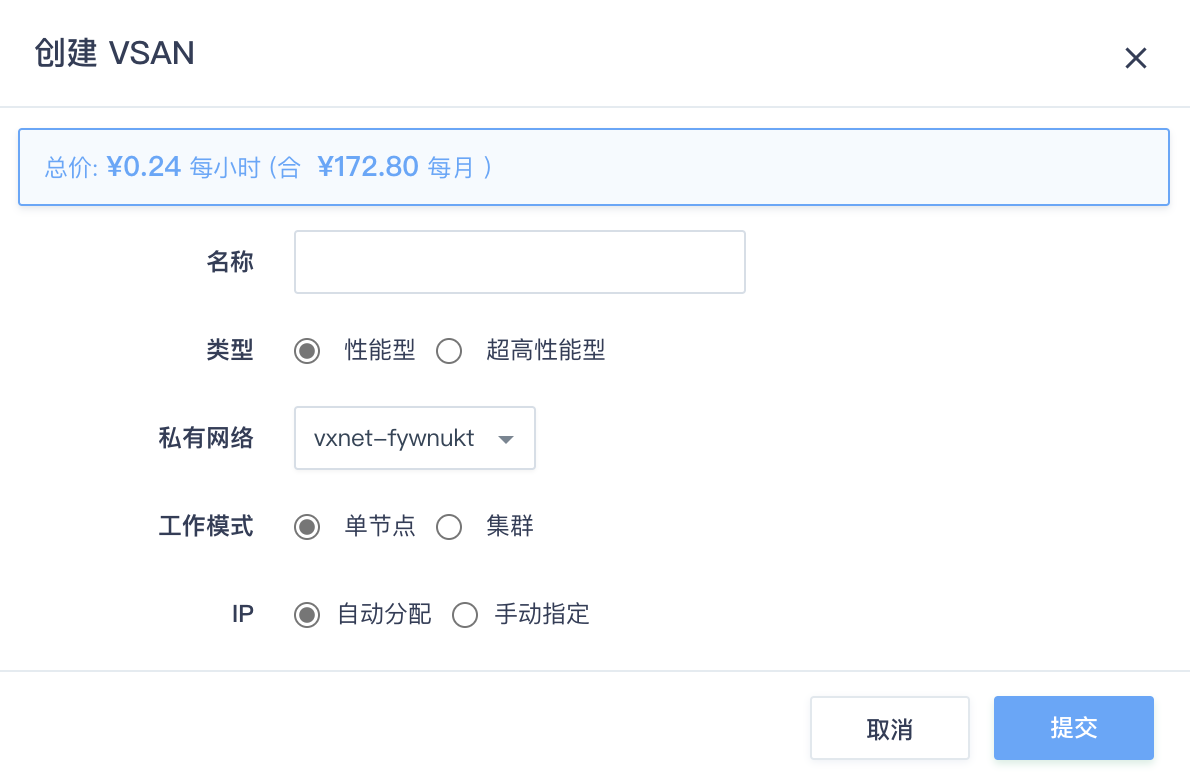 创建 VSAN
总价: ¥0.24 每小时 (合 ¥172.80 每月 )
名称
类型 性能型 超高性能型
私有网络 vxnet-fywnukt
工作模式 单节点 集群
IP 自动分配 手动指定
取消 提交